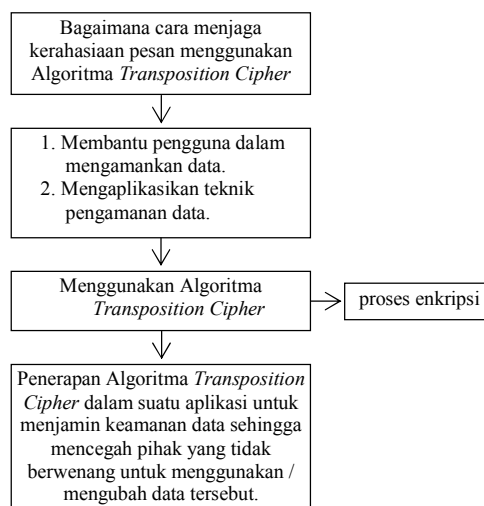 Bagaimana cara menjaga
kerahasiaan pesan menggunakan
Algoritma Transposition Cipher
1. Membantu pengguna dalam
mengamankan data.
2. Mengaplikasikan teknik
pengamanan data.
Menggunakan Algoritma
Transposition Cipher
proses enkripsi
Penerapan Algoritma Transposition
Cipher dalam suatu aplikasi untuk
menjamin keamanan data sehingga
mencegah pihak yang tidak
berwenang untuk menggunakan /
mengubah data tersebut.